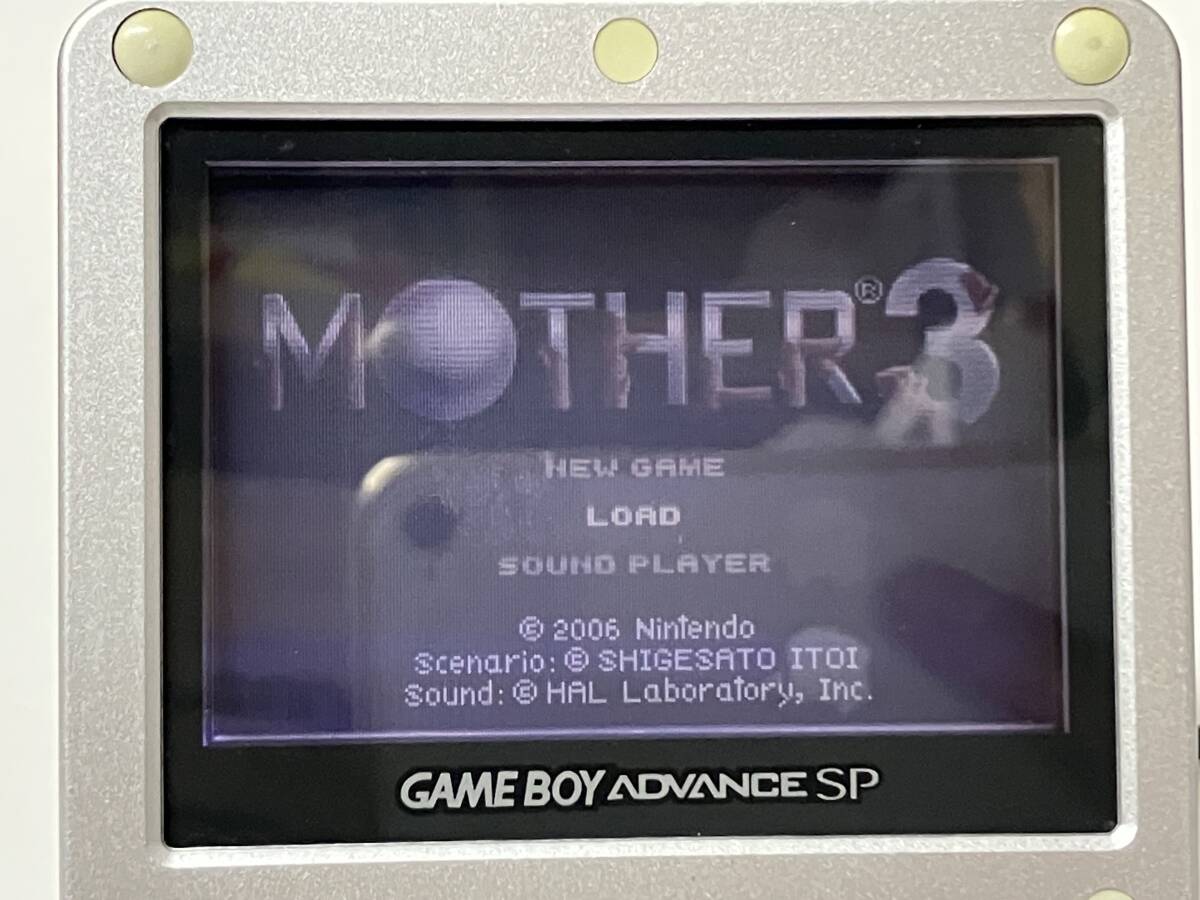 MOTHER®3
NEW GAME
LOAD
SOUND PLAYER
© 2006 Nintendo
Scenario: © SHIGESATO ITOI
Sound: © HAL Laboratory, Inc.
GAME BOY ADVANCE SP